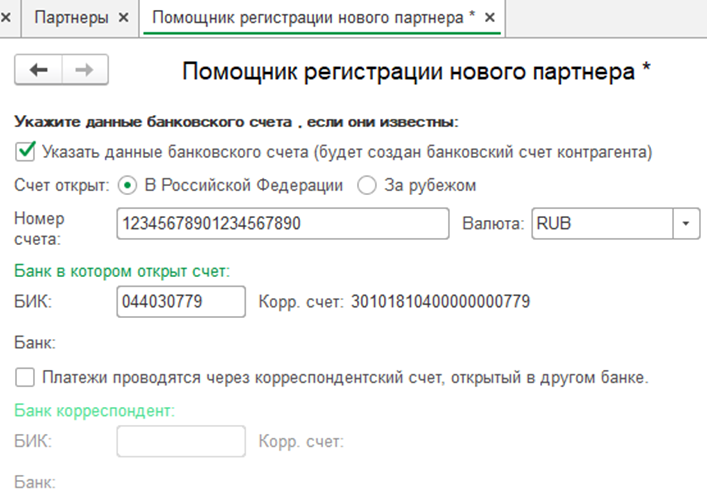 Партнеры × Помощник регистрации нового партнера * ×
Помощник регистрации нового партнера *
Укажите данные банковского счета , если они известны:
Указать данные банковского счета (будет создан банковский счет контрагента)
Счет открыт: В Российской Федерации За рубежом
Номер счета: 12345678901234567890 Валюта: RUB
Банк в котором открыт счет:
БИК: 044030779 Корр. счет: 30101810400000000779
Банк:
Платежи проводятся через корреспондентский счет, открытый в другом банке.
Банк корреспондент:
БИК: Корр. счет:
Банк: